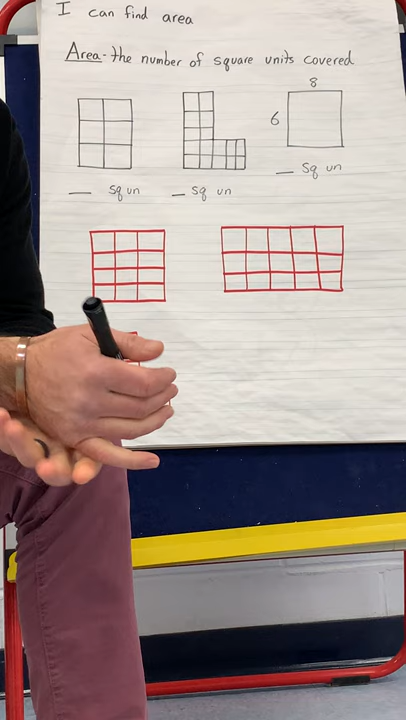 I can find area
Area - the number of square units covered
8
6
__ sq un
__ sq un
__ sq un